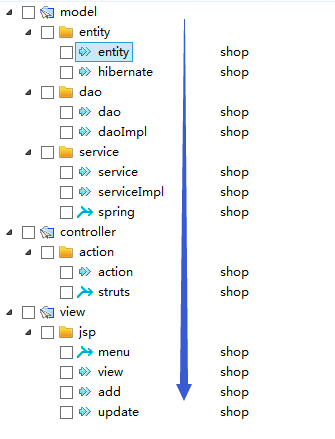 model
entity
entity shop
hibernate shop
dao
dao shop
daoImpl shop
service
service shop
serviceImpl shop
spring shop
controller
action
action shop
struts shop
view
jsp
menu shop
view shop
add shop
update shop